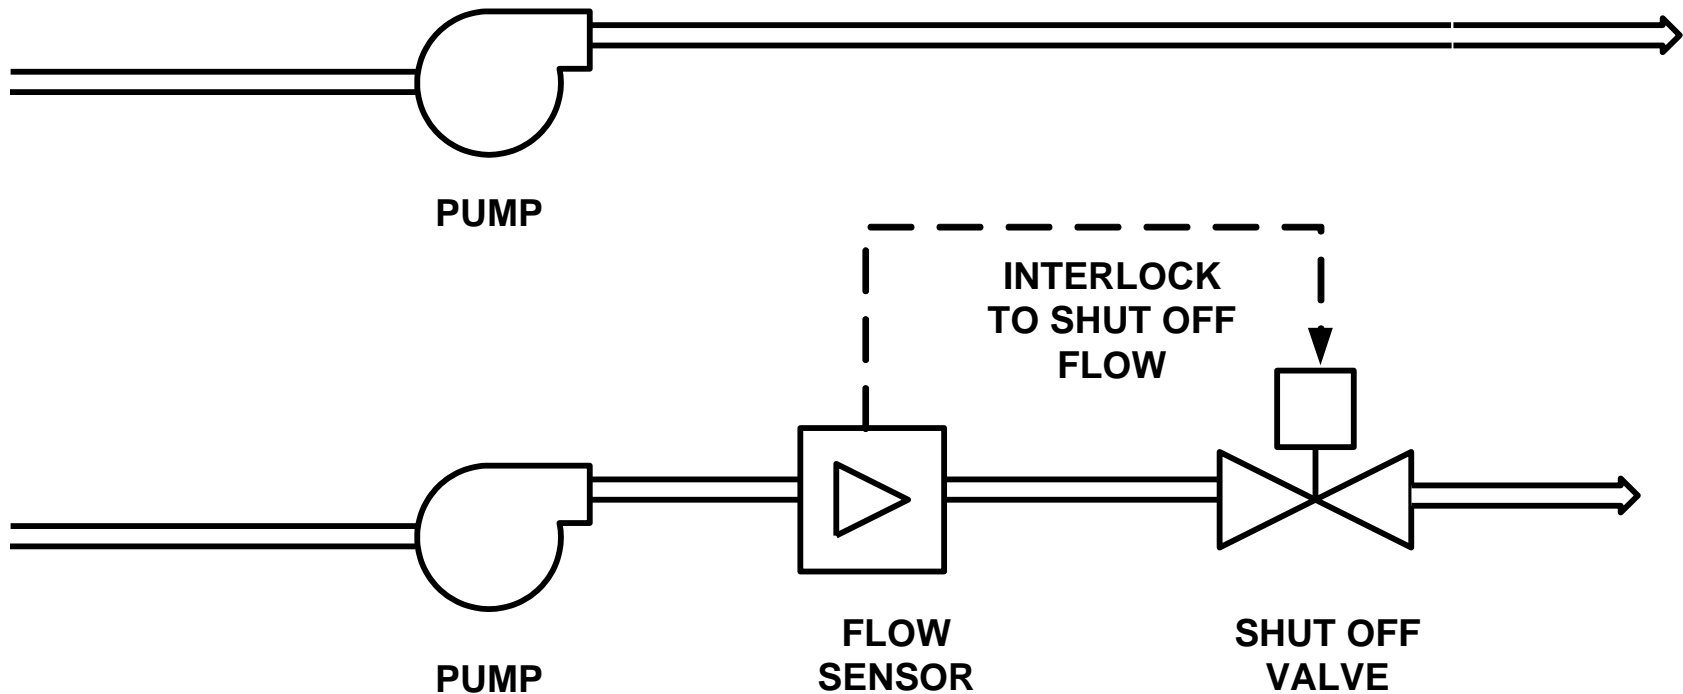 PUMP
INTERLOCK
TO SHUT OFF
FLOW
FLOW
SENSOR
SHUT OFF
VALVE
PUMP